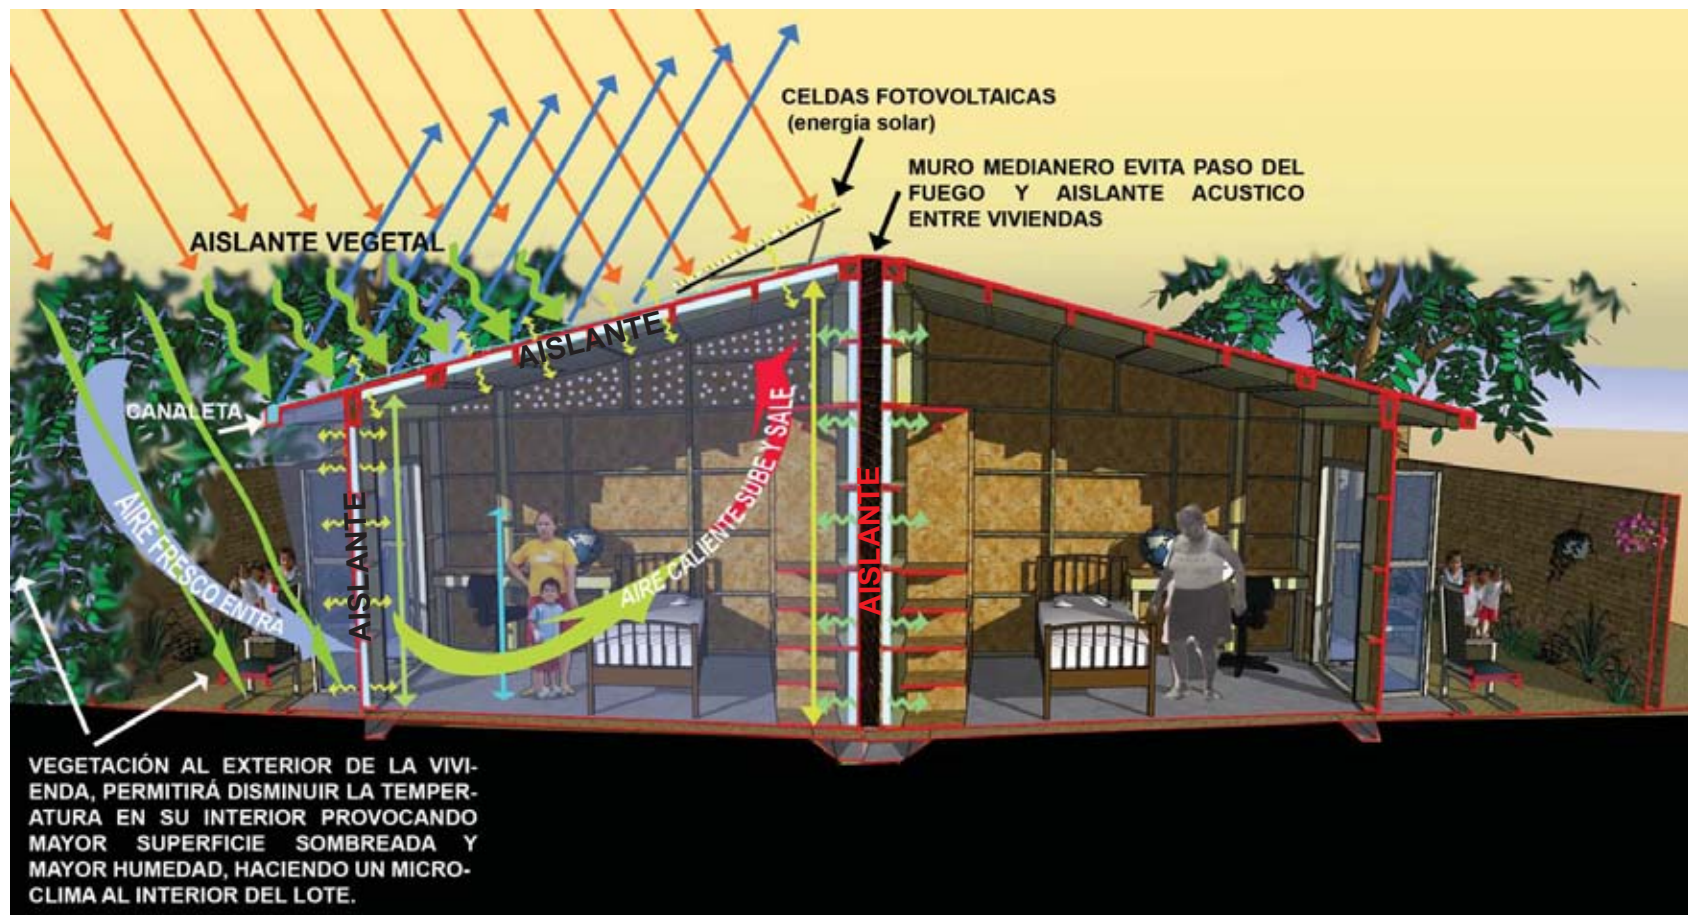 CELDAS FOTOVOLTAICAS
(energía solar)
MURO MEDIANERO EVITA PASO DEL
FUEGO Y AISLANTE ACUSTICO
ENTRE VIVIENDAS
AISLANTE VEGETAL
AISLANTE
CANALETA
AIRE FRESCO ENTRA
AISLANTE
AIRE CALIENTE SUBE Y SALE
AISLANTE
VEGETACIÓN AL EXTERIOR DE LA VIVI-
ENDA, PERMITIRÁ DISMINUIR LA TEMPER-
ATURA EN SU INTERIOR PROVOCANDO
MAYOR SUPERFICIE SOMBREADA Y
MAYOR HUMEDAD, HACIENDO UN MICRO-
CLIMA AL INTERIOR DEL LOTE.